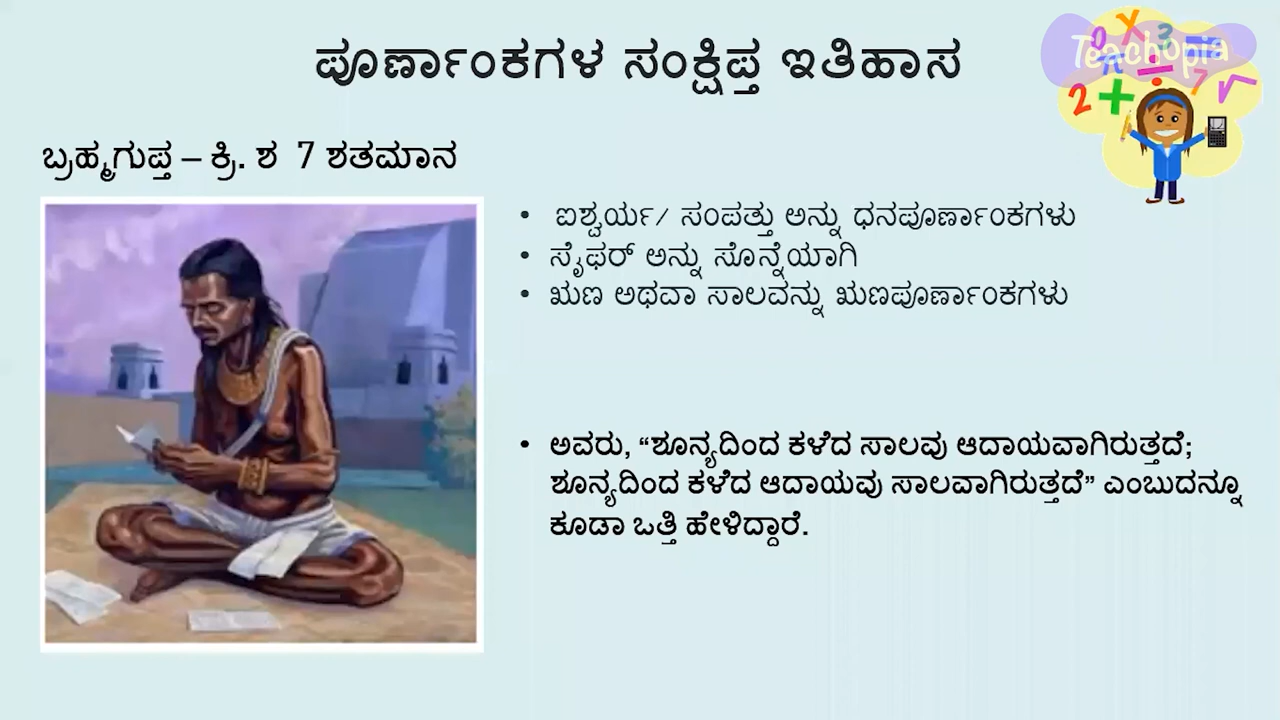 ಪೂರ್ಣಾಂಕಗಳ ಸಂಕ್ಷಿಪ್ತ ಇತಿಹಾಸ
Teachopia
ಬ್ರಹ್ಮಗುಪ್ತ – ಕ್ರಿ. ಶ 7 ಶತಮಾನ
• ಐಶ್ವರ್ಯ/ ಸಂಪತ್ತು ಅನ್ನು ಧನಪೂರ್ಣಾಂಕಗಳು
• ಸೈಫರ್ ಅನ್ನು ಸೊನ್ನೆಯಾಗಿ
• ಋಣ ಅಥವಾ ಸಾಲವನ್ನು ಋಣಪೂರ್ಣಾಂಕಗಳು
• ಅವರು, “ಶೂನ್ಯದಿಂದ ಕಳೆದ ಸಾಲವು ಆದಾಯವಾಗಿರುತ್ತದೆ;
ಶೂನ್ಯದಿಂದ ಕಳೆದ ಆದಾಯವು ಸಾಲವಾಗಿರುತ್ತದೆ” ಎಂಬುದನ್ನೂ
ಕೂಡಾ ಒತ್ತಿ ಹೇಳಿದ್ದಾರೆ.